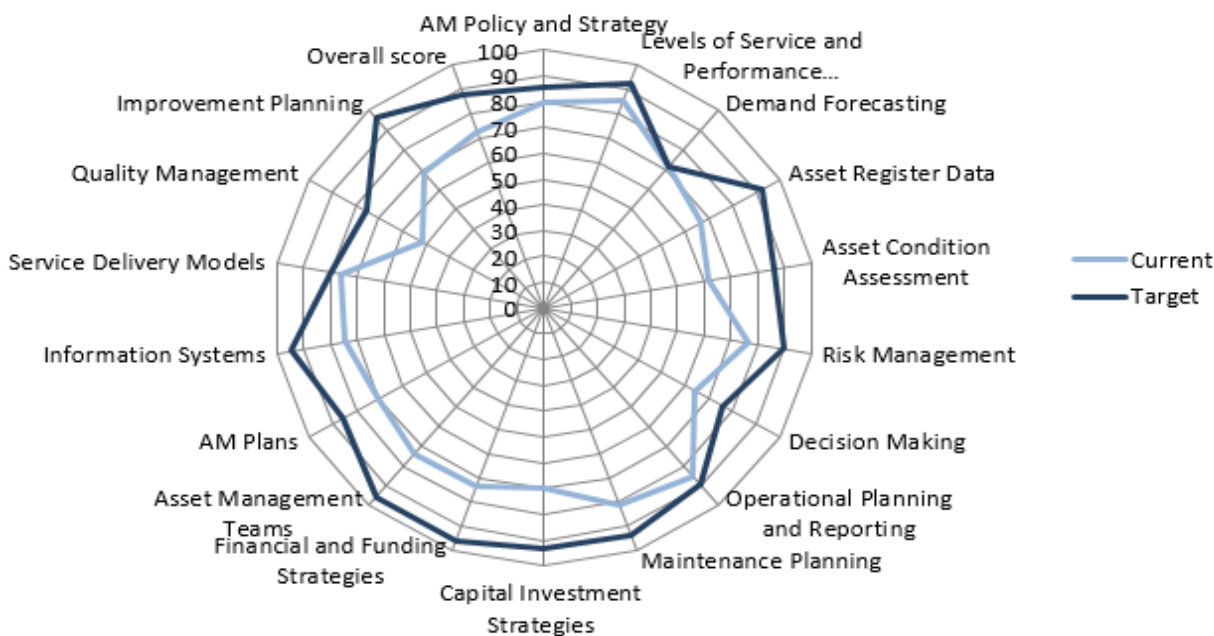 AM Policy and Strategy
Levels of Service and
Performance...
Demand Forecasting
Asset Register Data
Asset Condition
Assessment
Risk Management
Decision Making
Operational Planning
and Reporting
Maintenance Planning
Capital Investment
Strategies
Financial and Funding
Strategies
Asset Management
Teams
AM Plans
Information Systems
Service Delivery Models
Quality Management
Improvement Planning
Overall score
100
90
80
70
60
50
40
30
20
10
0
Current
Target